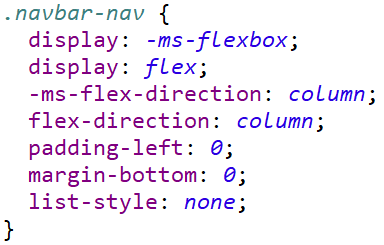 .navbar-nav {
  display: -ms-flexbox;
  display: flex;
  -ms-flex-direction: column;
  flex-direction: column;
  padding-left: 0;
  margin-bottom: 0;
  list-style: none;
}